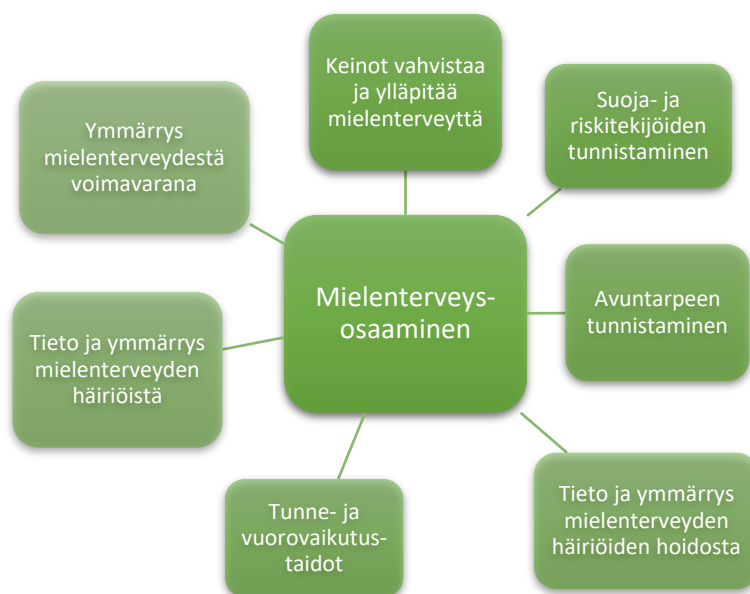 Keinot vahvistaa
ja ylläpitää
mielenterveyttä
Suoja- ja
riskitekijöiden
tunnistaminen
Avuntarpeen
tunnistaminen
Tieto ja ymmärrys
mielenterveyden
häiriöiden hoidosta
Tunne- ja
vuorovaikutus-
taidot
Tieto ja ymmärrys
mielenterveyden
häiriöistä
Ymmärrys
mielenterveydestä
voimavarana
Mielenterveys-
osaaminen